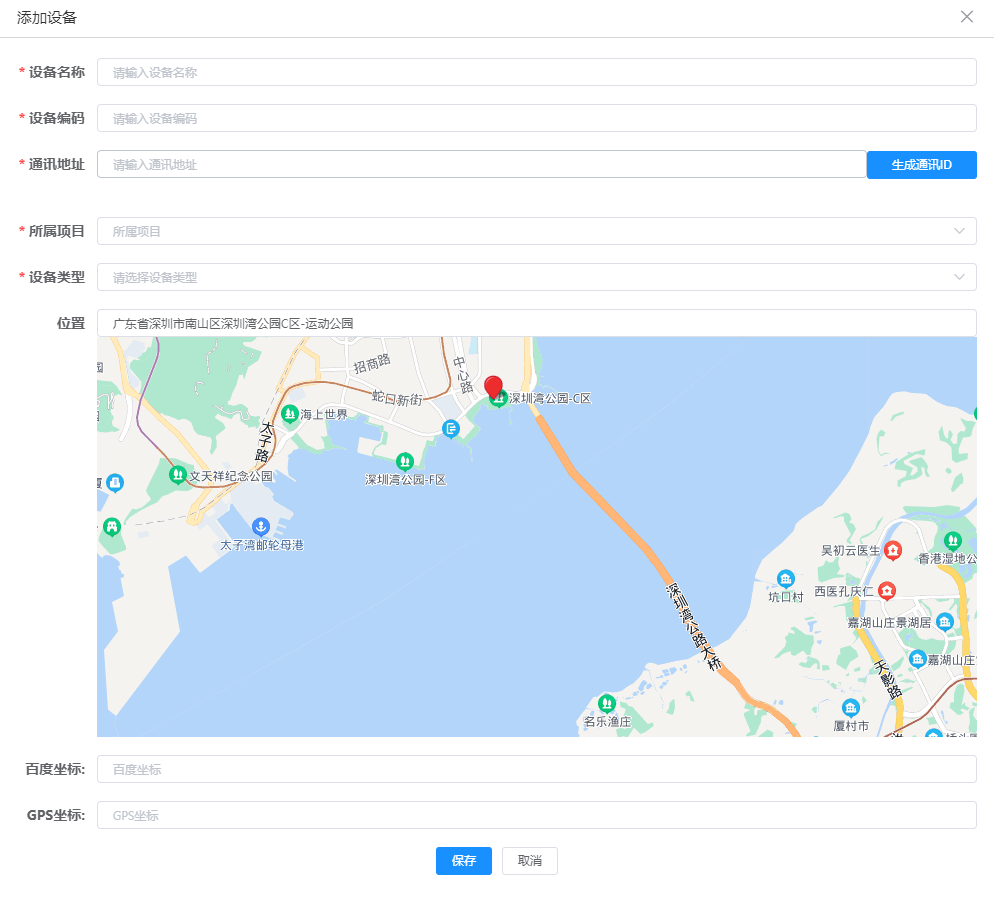 添加设备
* 设备名称
请输入设备名称
* 设备编码
请输入设备编码
* 通讯地址
请输入通讯地址
生成通讯ID
* 所属项目
所属项目
* 设备类型
请选择设备类型
位置
广东省深圳市南山区深圳湾公园C区-运动公园
园
招商路
中心路
蛇口新街
深圳湾公园-C区
海上世界
太子路
文天祥纪念公园
深圳湾公园-F区
太子湾邮轮母港
吴初云医生
香港湿地公
坑口村
西医孔庆仁
深圳湾公路大桥
嘉湖山庄景湖居
嘉湖山庄
天影路
名乐渔庄
厦村市
百度坐标:
百度坐标
GPS坐标:
GPS坐标
保存
取消